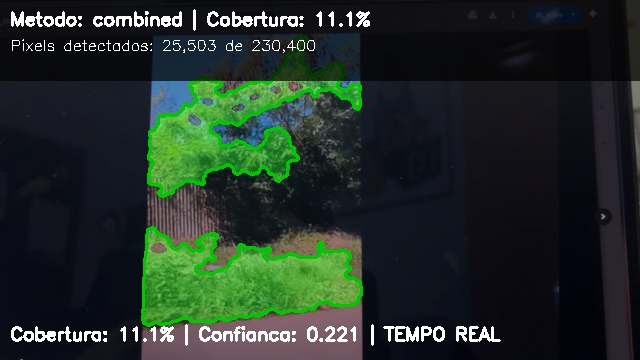 Metodo: combined | Cobertura: 11.1%
Pixels detectados: 25,503 de 230,400
Cobertura: 11.1% | Confianca: 0.221 | TEMPO REAL